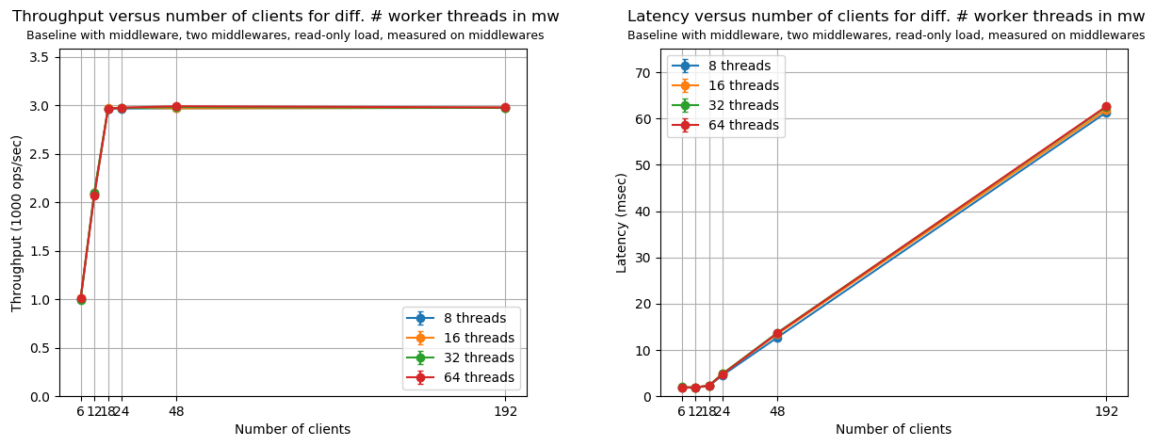 Throughput versus number of clients for diff. # worker threads in mw
Baseline with middleware, two middlewares, read-only load, measured on middlewares
Throughput (1000 ops/sec)
3.5
3.0
2.5
2.0
1.5
1.0
0.5
0.0
8 threads
16 threads
32 threads
64 threads
6 12 18 24 48 192
Number of clients
Latency versus number of clients for diff. # worker threads in mw
Baseline with middleware, two middlewares, read-only load, measured on middlewares
Latency (msec)
70
60
50
40
30
20
10
0
8 threads
16 threads
32 threads
64 threads
6 12 18 24 48 192
Number of clients